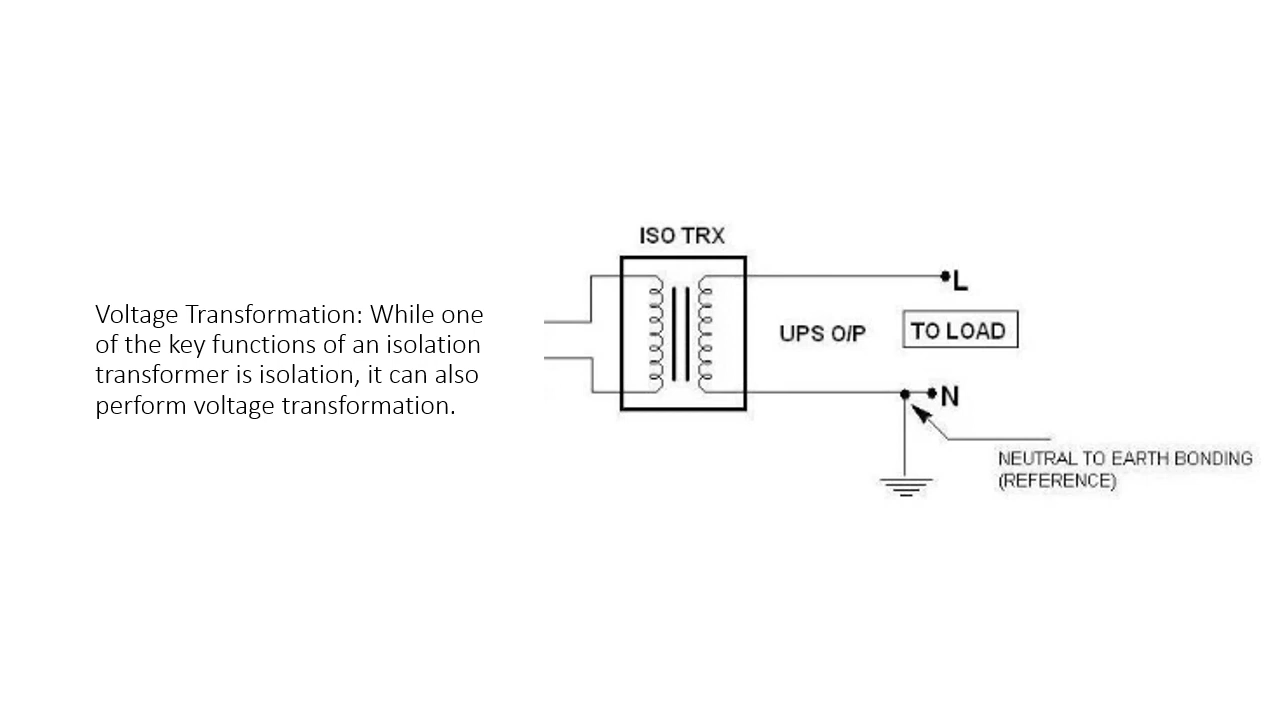 Voltage Transformation: While one
of the key functions of an isolation
transformer is isolation, it can also
perform voltage transformation.
ISO TRX
L
UPS O/P
TO LOAD
N
NEUTRAL TO EARTH BONDING
(REFERENCE)